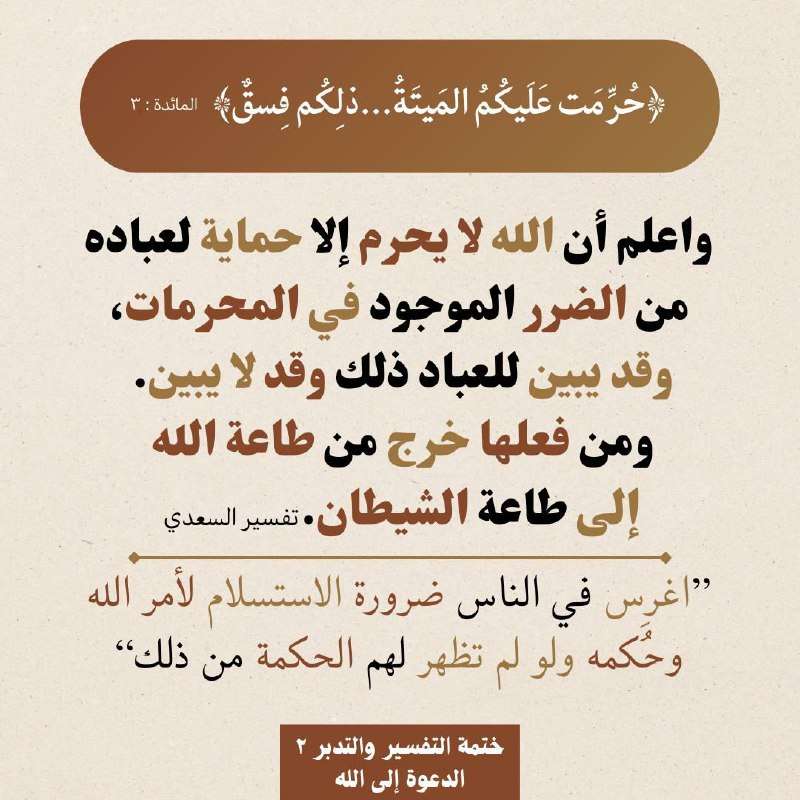 ﴿حُرِّمَت عَلَيكُمُ المَيتَةُ...ذلِكُم فِسقٌ﴾ المائدة : ٣
واعلم أن الله لا يحرم إلا حماية لعباده
من الضرر الموجود في المحرمات،
وقد يبين للعباد ذلك وقد لا يبين.
ومن فعلها خرج من طاعة الله
إلى طاعة الشيطان. تفسير السعدي
”اغرِس في الناس ضرورة الاستسلام لأمر الله
وحُكمه ولو لم تظهر لهم الحكمة من ذلك“
ختمة التفسير والتدبر ٢
الدعوة إلى الله